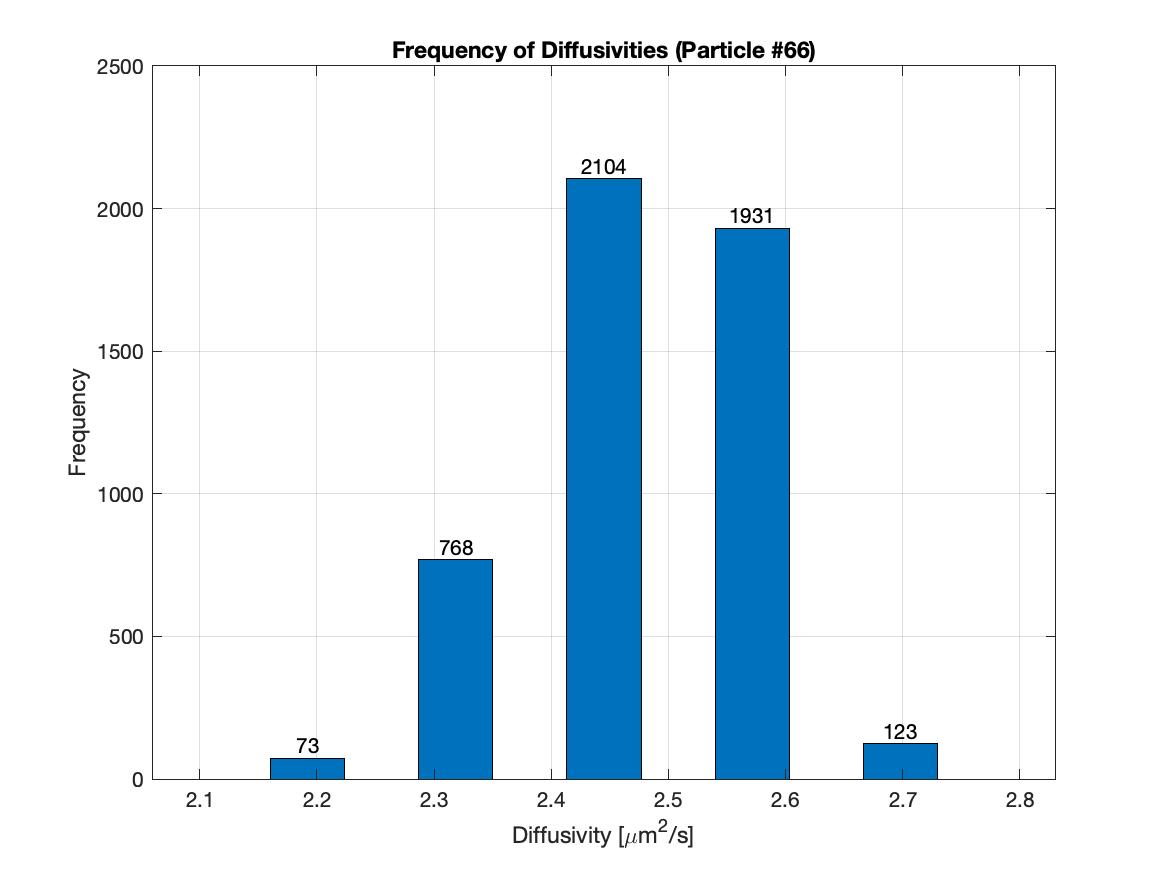 Frequency of Diffusivities (Particle #66)
2500
2000
1500
1000
500
0
Frequency
73
768
2104
1931
123
2.1 2.2 2.3 2.4 2.5 2.6 2.7 2.8
Diffusivity [μm²/s]